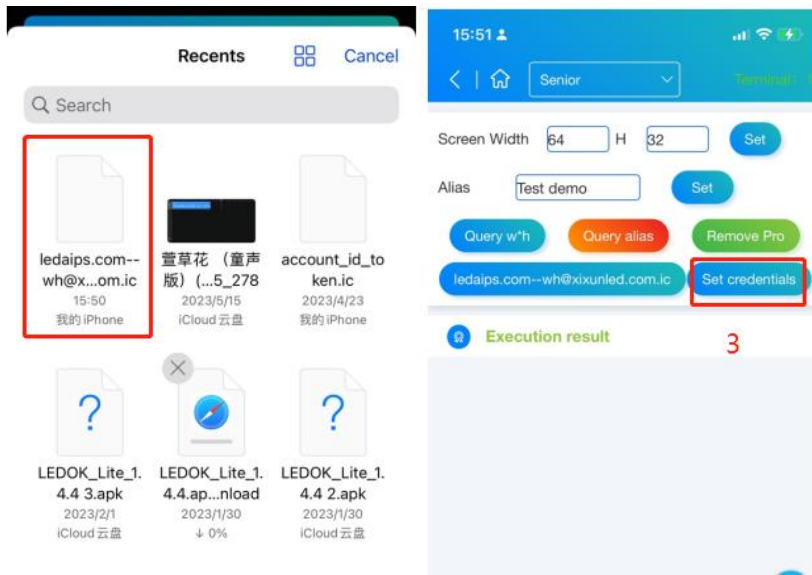 Recents
Cancel
Search
ledaips.com--
wh@x...om.ic
15:50
我的 iPhone
萱草花 （童声
版）(...5_278
2023/5/15
iCloud 云盘
account_id_to
ken.ic
2023/4/23
我的 iPhone
LEDOK_Lite_1.
4.4 3.apk
2023/2/1
iCloud 云盘
LEDOK_Lite_1.
4.4.ap...nload
2023/1/30
↓ 0%
LEDOK_Lite_1.
4.4 2.apk
2023/1/30
iCloud 云盘
15:51
Senior
Terminal:
Screen Width 64 H 32 Set
Alias Test demo Set
Query w*h Query alias Remove Pro
ledaips.com--wh@xixunled.com.ic Set credentials
Execution result
3